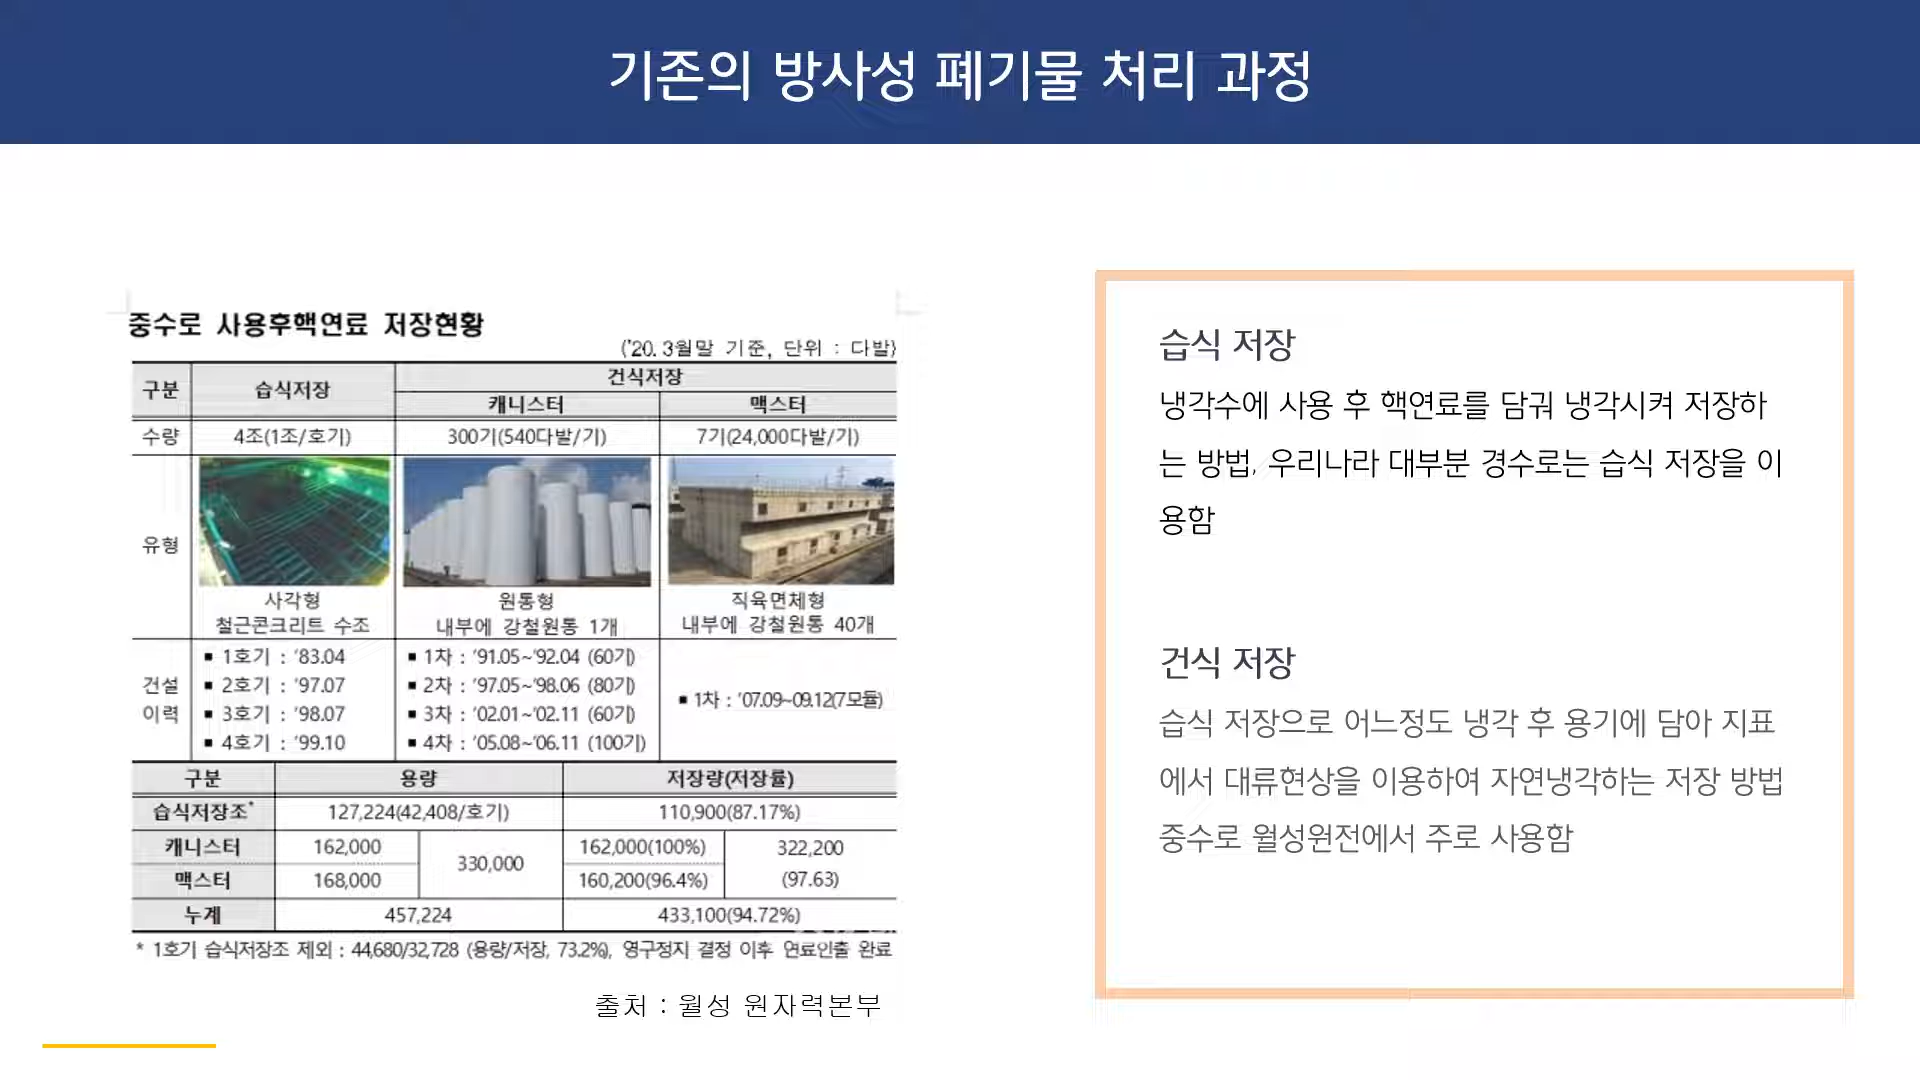 기존의 방사성 폐기물 처리 과정
중수로 사용후핵연료 저장현황
('20. 3월말 기준, 단위 : 다발)
구분 습식저장 건식저장
캐니스터 맥스터
수량 4조(1조/호기) 300기(540다발/기) 7기(24,000다발/기)
유형
사각형 원통형 직육면체형
철근콘크리트 수조 내부에 강철원통 1개 내부에 강철원통 40개
건설 이력
▪ 1호기 : '83.04 ▪ 1차 : '91.05~'92.04 (60기)
▪ 2호기 : '97.07 ▪ 2차 : '97.05~'98.06 (80기)
▪ 1차 : '07.09~09.12(7모듈)
▪ 3호기 : '98.07 ▪ 3차 : '02.01~'02.11 (60기)
▪ 4호기 : '99.10 ▪ 4차 : '05.08~'06.11 (100기)
구분 용량 저장량(저장률)
습식저장조* 127,224(42,408/호기) 110,900(87.17%)
캐니스터 162,000 330,000 162,000(100%) 322,200
맥스터 168,000 160,200(96.4%) (97.63)
누계 457,224 433,100(94.72%)
* 1호기 습식저장조 제외 : 44,680/32,728 (용량/저장, 73.2%), 영구정지 결정 이후 연료인출 완료
출처 : 월성 원자력본부
습식 저장
냉각수에 사용 후 핵연료를 담궈 냉각시켜 저장하
는 방법, 우리나라 대부분 경수로는 습식 저장을 이
용함
건식 저장
습식 저장으로 어느정도 냉각 후 용기에 담아 지표
에서 대류현상을 이용하여 자연냉각하는 저장 방법
중수로 월성원전에서 주로 사용함